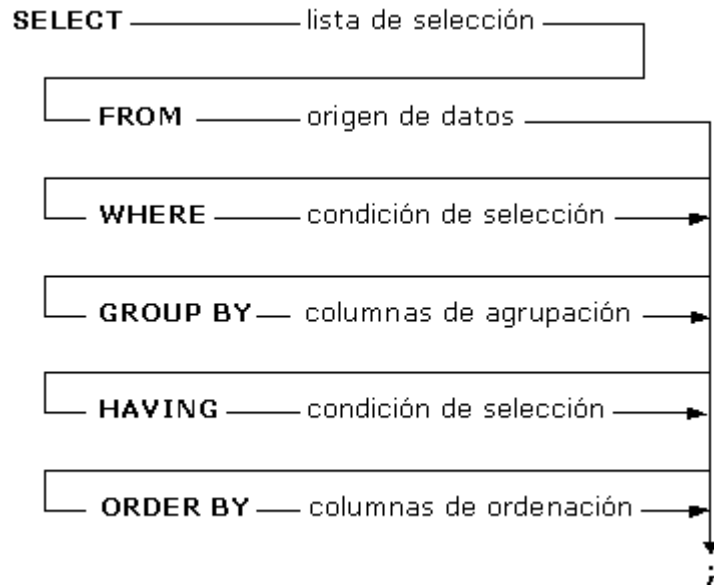 SELECT lista de selección
FROM origen de datos
WHERE condición de selección
GROUP BY columnas de agrupación
HAVING condición de selección
ORDER BY columnas de ordenación
;